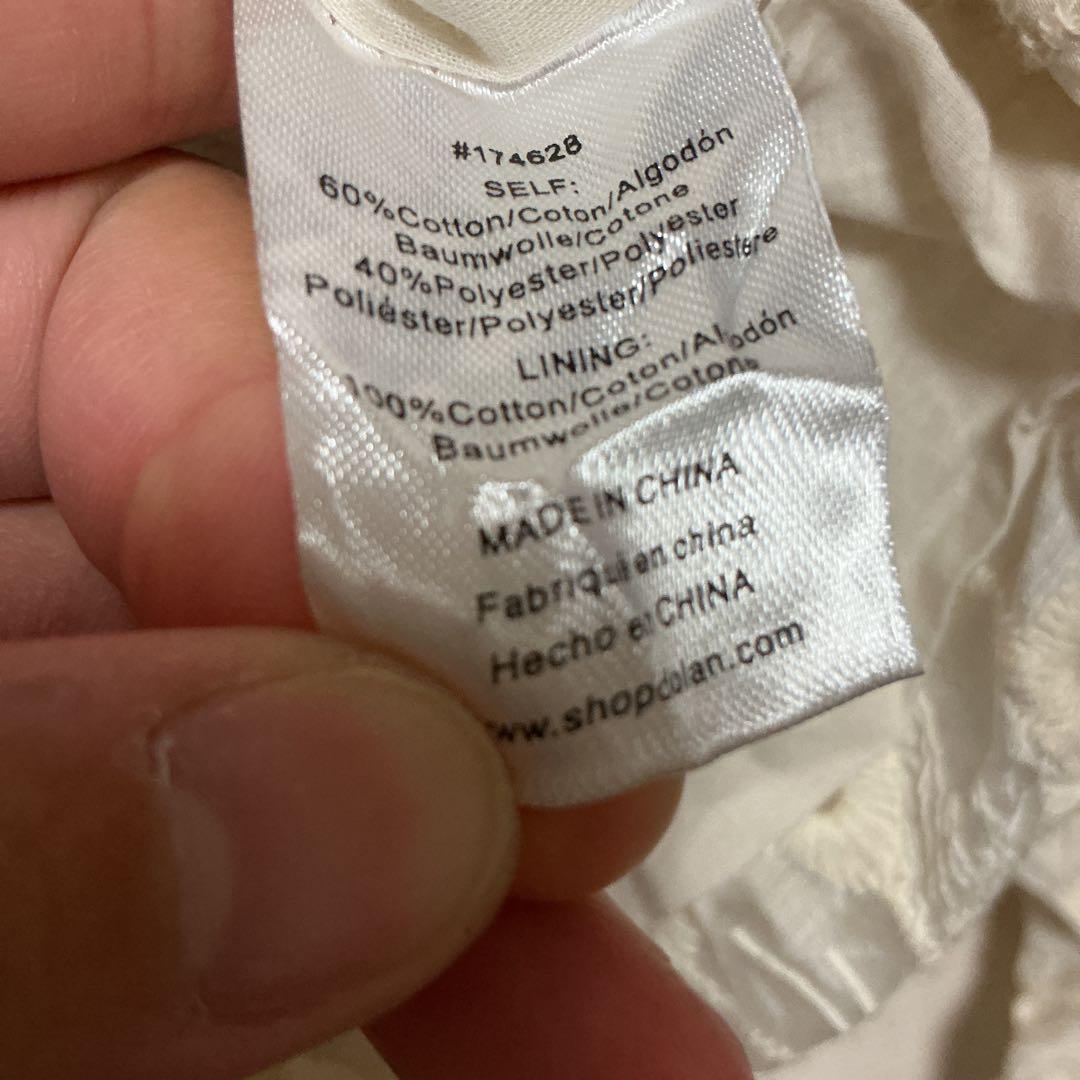 #174628
SELF:
60%Cotton/Coton/Algodón
Baumwolle/Cotone
40%Polyester/Polyester
Poliéster/Polyester/Poliestere
LINING:
100%Cotton/Coton/Algodón
Baumwolle/Cotone
MADE IN CHINA
Fabriqué en china
Hecho en CHINA
www.shopdolan.com